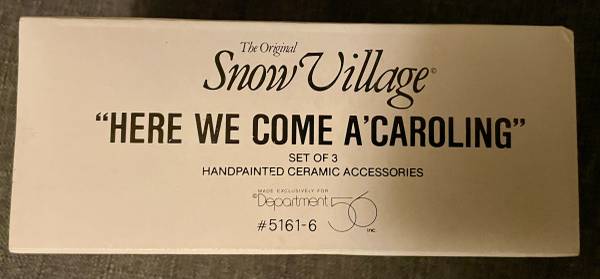 The Original
Snow Village©
"HERE WE COME A'CAROLING"
SET OF 3
HANDPAINTED CERAMIC ACCESSORIES
MADE EXCLUSIVELY FOR
©Department 56 inc.
#5161-6